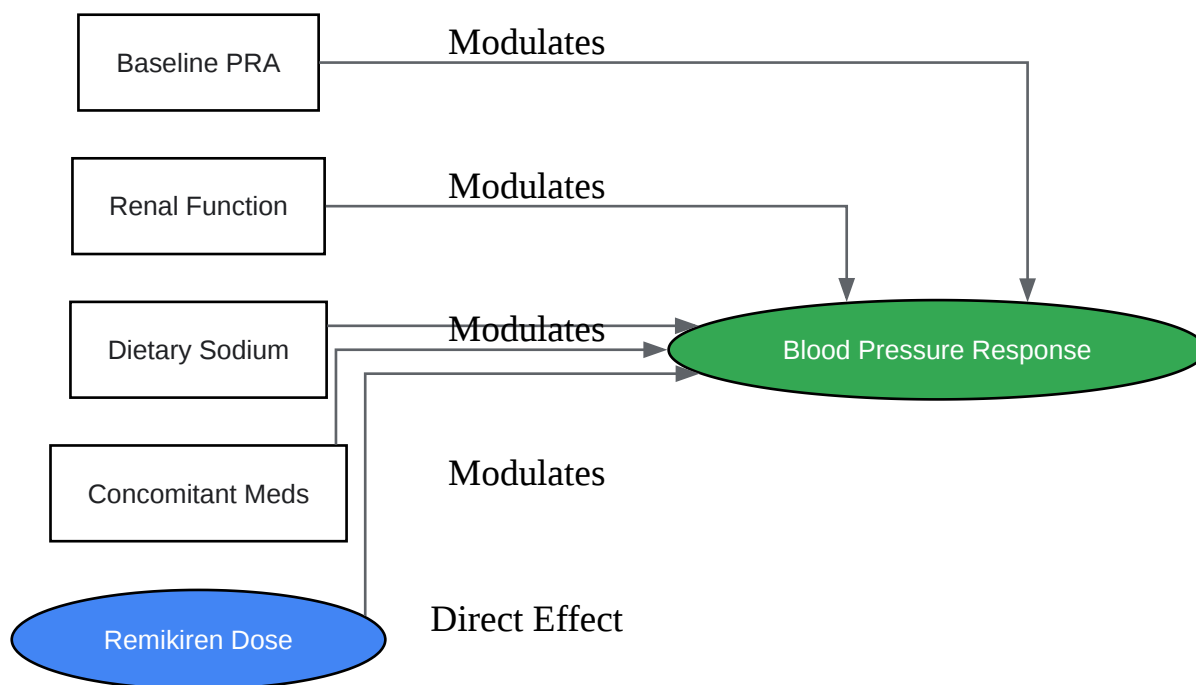 Baseline PRA
Modulates
Renal Function
Modulates
Dietary Sodium
Modulates
Blood Pressure Response
Concomitant Meds
Modulates
Remikiren Dose
Direct Effect